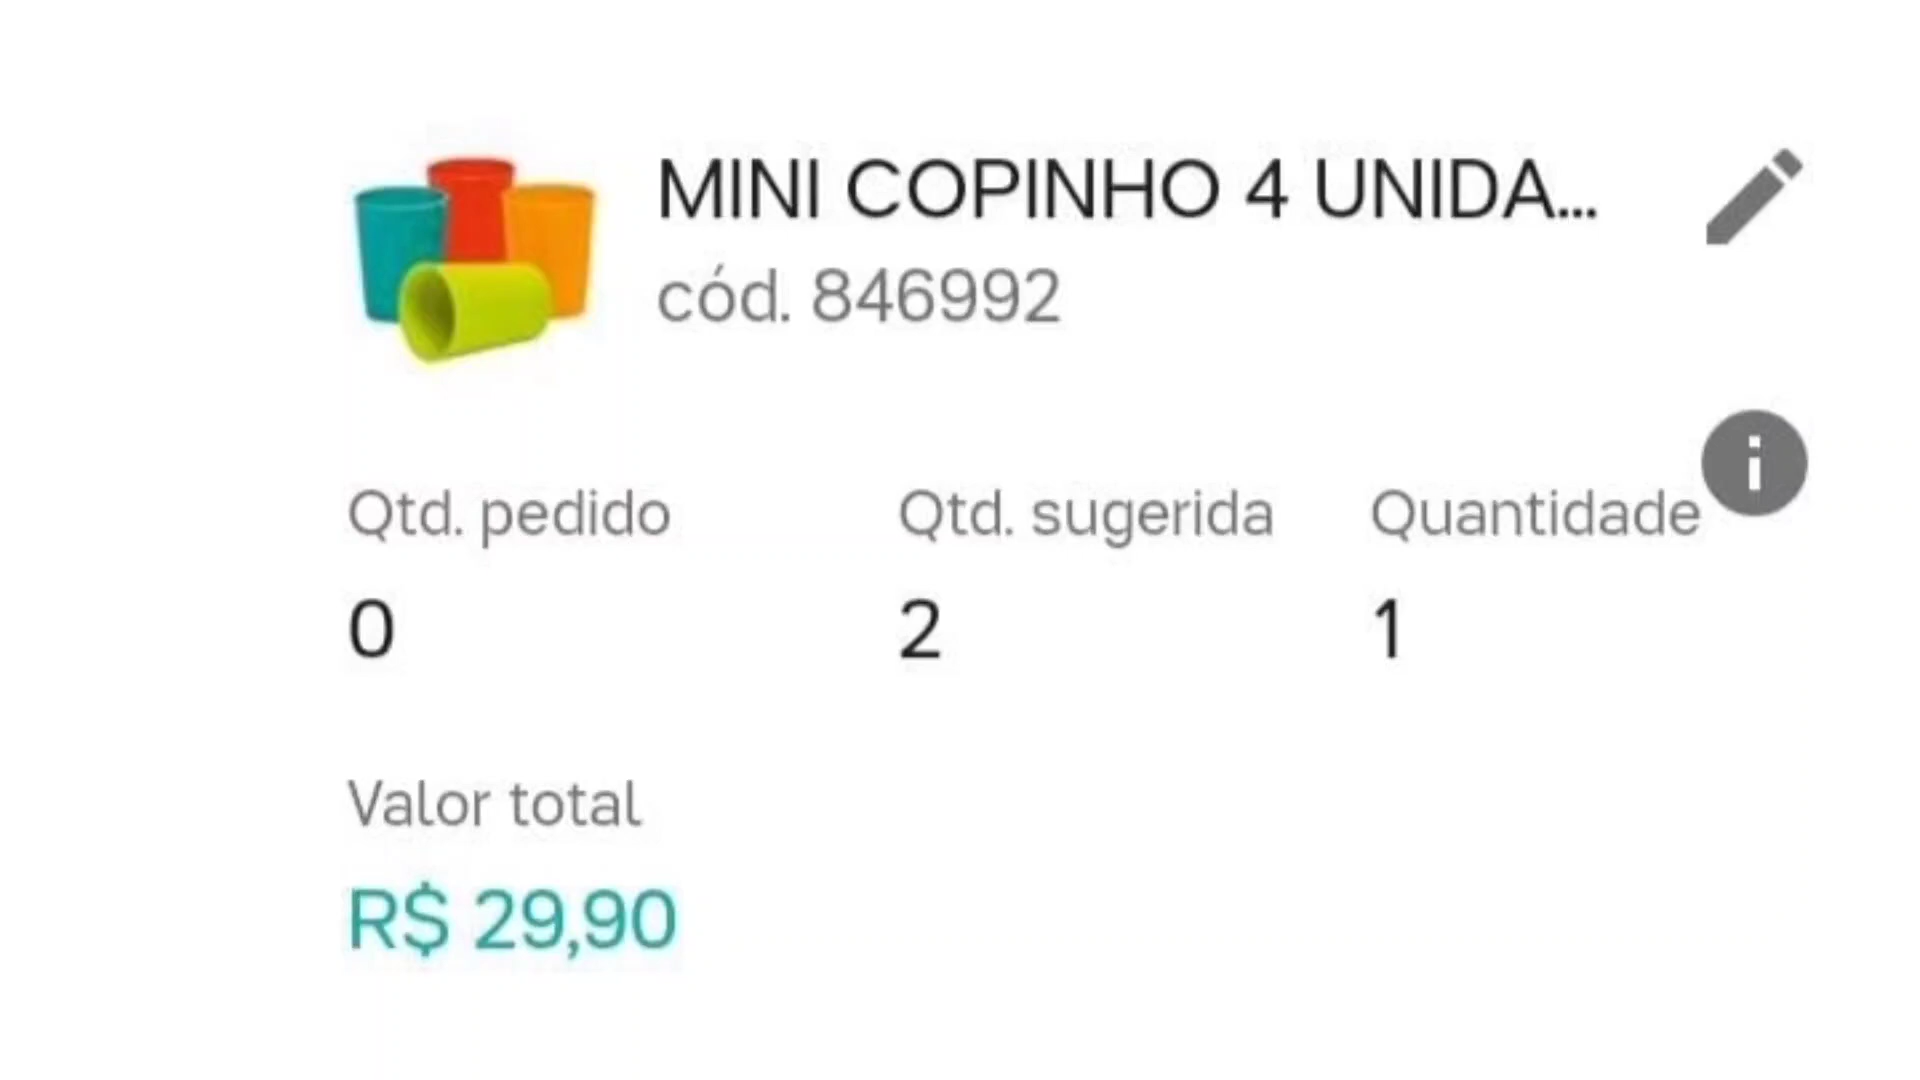 MINI COPINHO 4 UNIDA...
cód. 846992
Qtd. pedido Qtd. sugerida Quantidade
0 2 1
Valor total
R$ 29,90